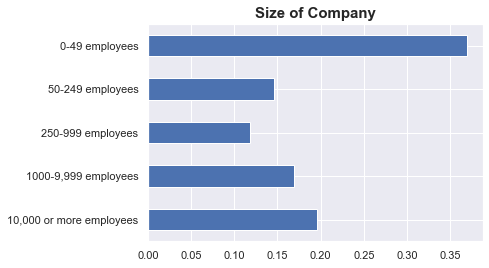 Size of Company
0-49 employees
50-249 employees
250-999 employees
1000-9,999 employees
10,000 or more employees
0.00 0.05 0.10 0.15 0.20 0.25 0.30 0.35